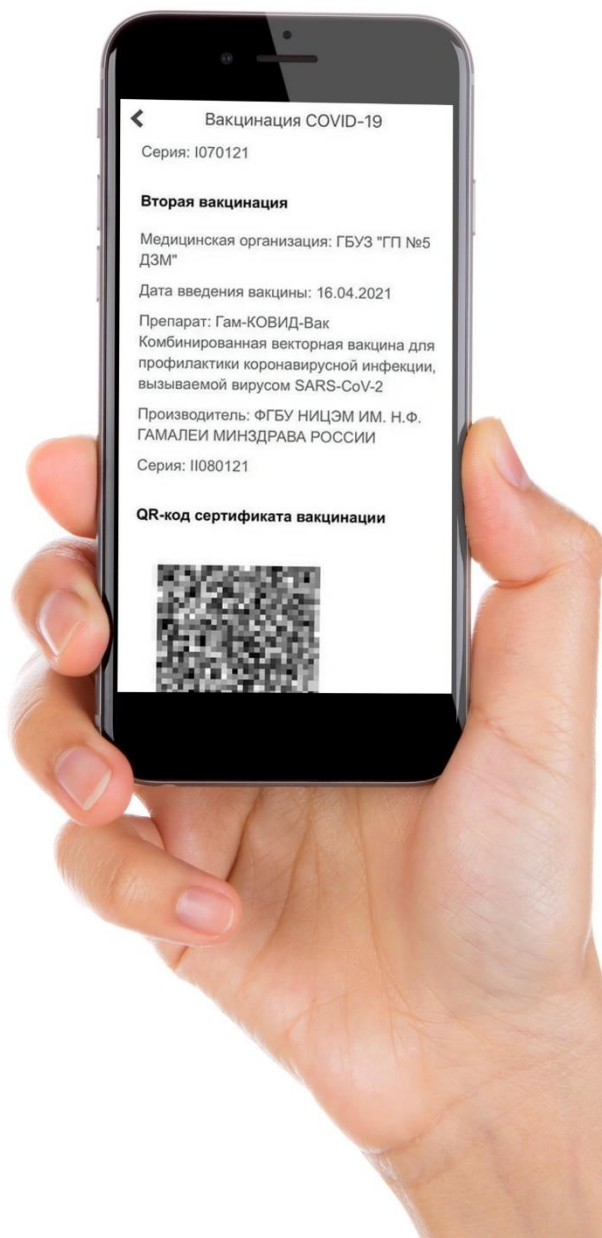 Вакцинация COVID-19
Серия: I070121
Вторая вакцинация
Медицинская организация: ГБУЗ "ГП №5
ДЗМ"
Дата введения вакцины: 16.04.2021
Препарат: Гам-КОВИД-Вак
Комбинированная векторная вакцина для
профилактики коронавирусной инфекции,
вызываемой вирусом SARS-CoV-2
Производитель: ФГБУ НИЦЭМ ИМ. Н.Ф.
ГАМАЛЕИ МИНЗДРАВА РОССИИ
Серия: II080121
QR-код сертификата вакцинации